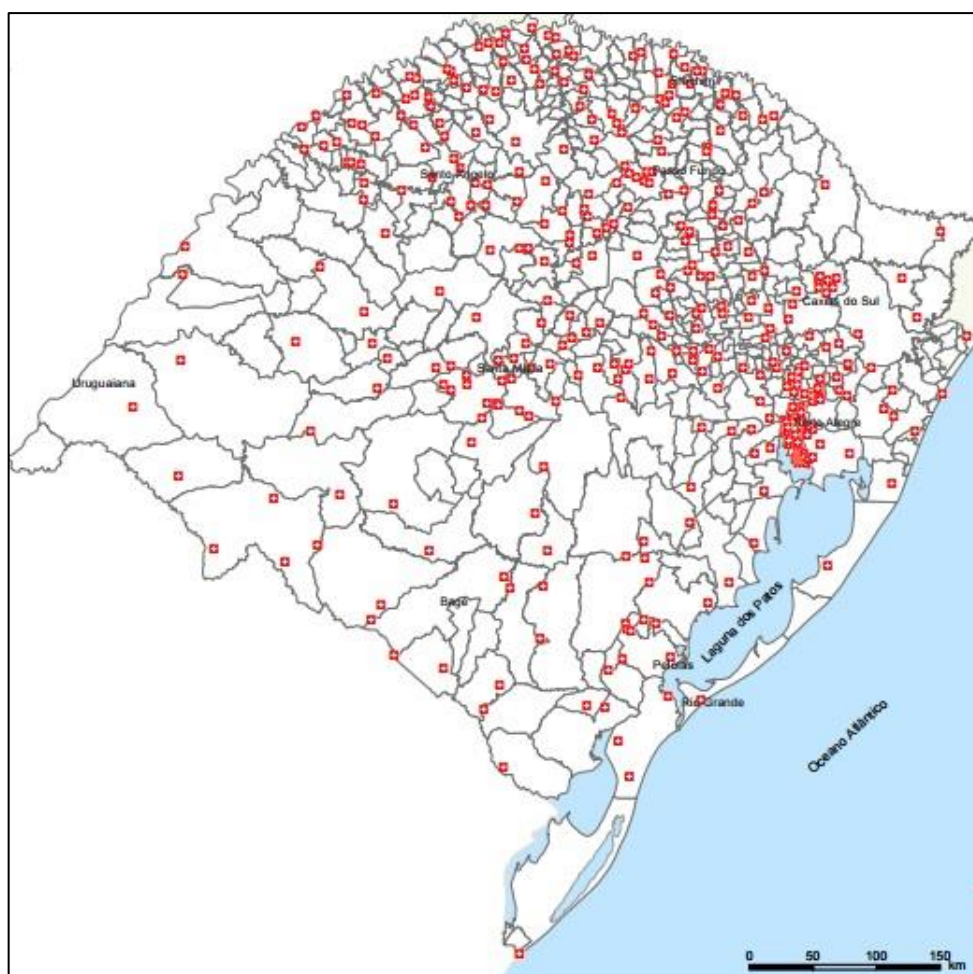 Erechim
Santo Ângelo
Passo Fundo
Caxias do Sul
Uruguaiana
Santa Maria
Porto Alegre
Bagé
Laguna dos Patos
Pelotas
Rio Grande
Oceano Atlântico
0 50 100 150
km